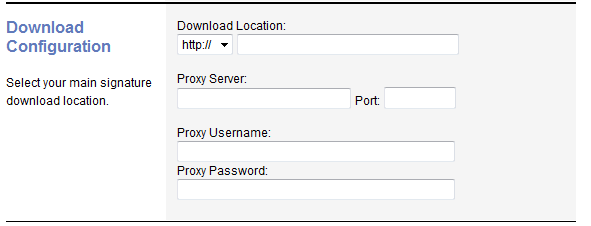 Download
Configuration
Select your main signature
download location.
Download Location:
http://
Proxy Server:
Port:
Proxy Username:
Proxy Password: